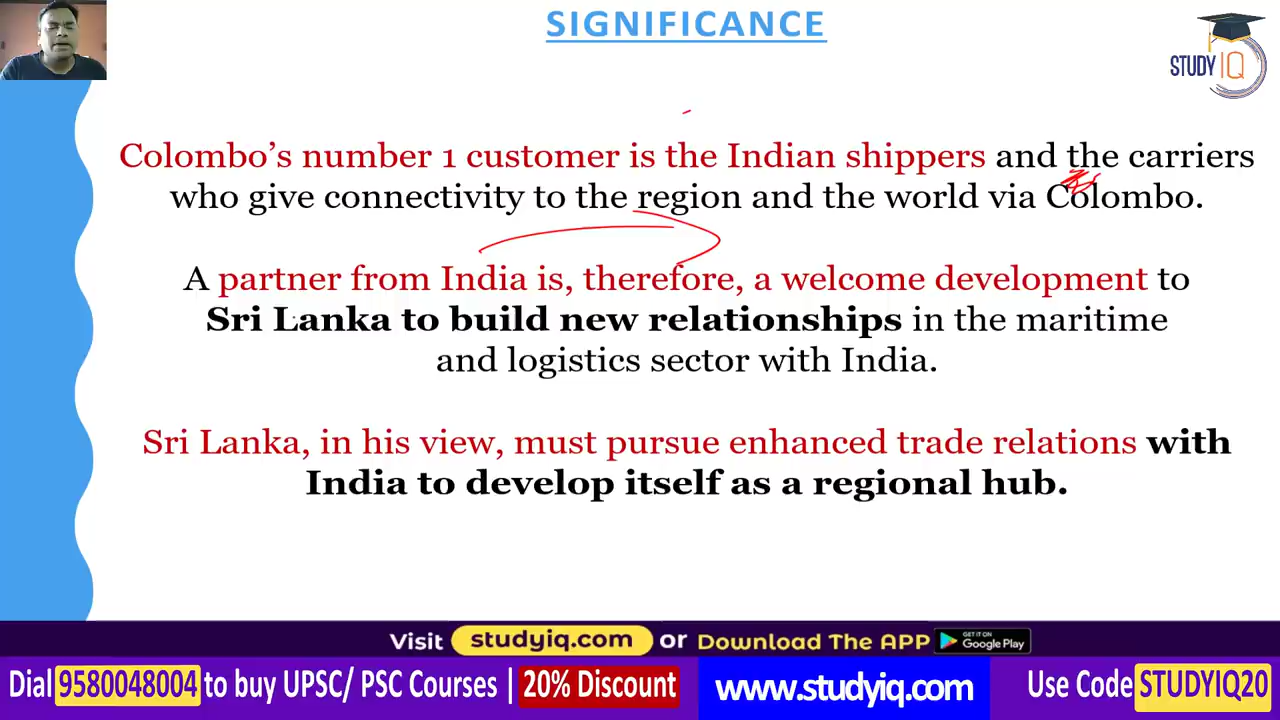 SIGNIFICANCE
STUDY IQ
Colombo’s number 1 customer is the Indian shippers and the carriers
who give connectivity to the region and the world via Colombo.
A partner from India is, therefore, a welcome development to
Sri Lanka to build new relationships in the maritime
and logistics sector with India.
Sri Lanka, in his view, must pursue enhanced trade relations with
India to develop itself as a regional hub.
Visit studyiq.com or Download The APP GET IT ON Google Play
Dial 9580048004 to buy UPSC/ PSC Courses | 20% Discount www.studyiq.com Use Code STUDYIQ20